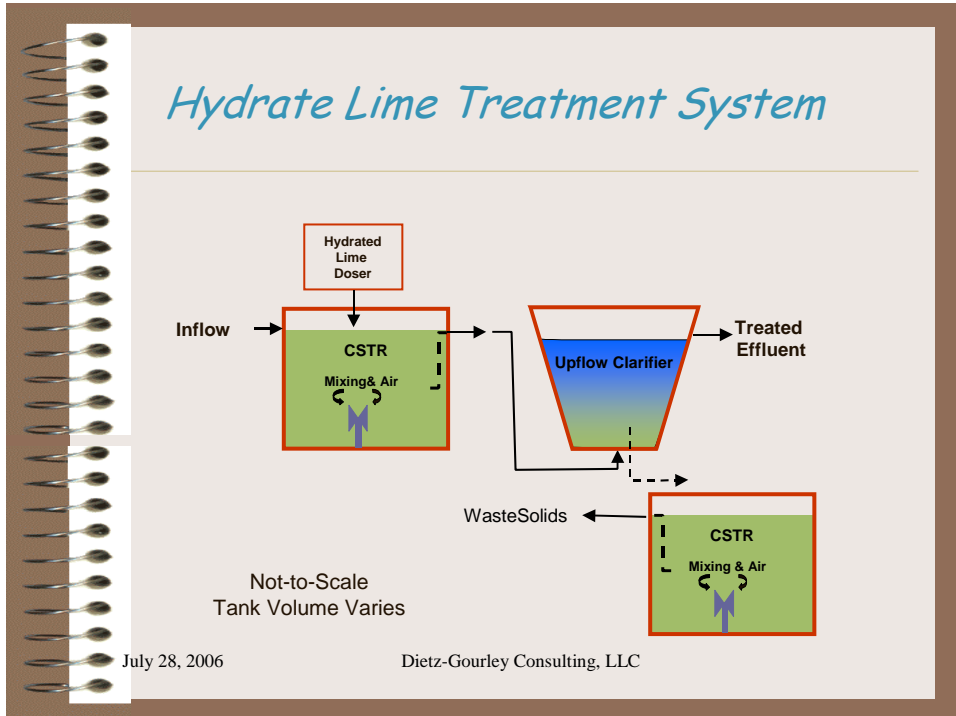 Hydrate Lime Treatment System
Hydrated
Lime
Doser
Inflow
CSTR
Mixing& Air
Upflow Clarifier
Treated
Effluent
WasteSolids
CSTR
Mixing & Air
Not-to-Scale
Tank Volume Varies
July 28, 2006
Dietz-Gourley Consulting, LLC